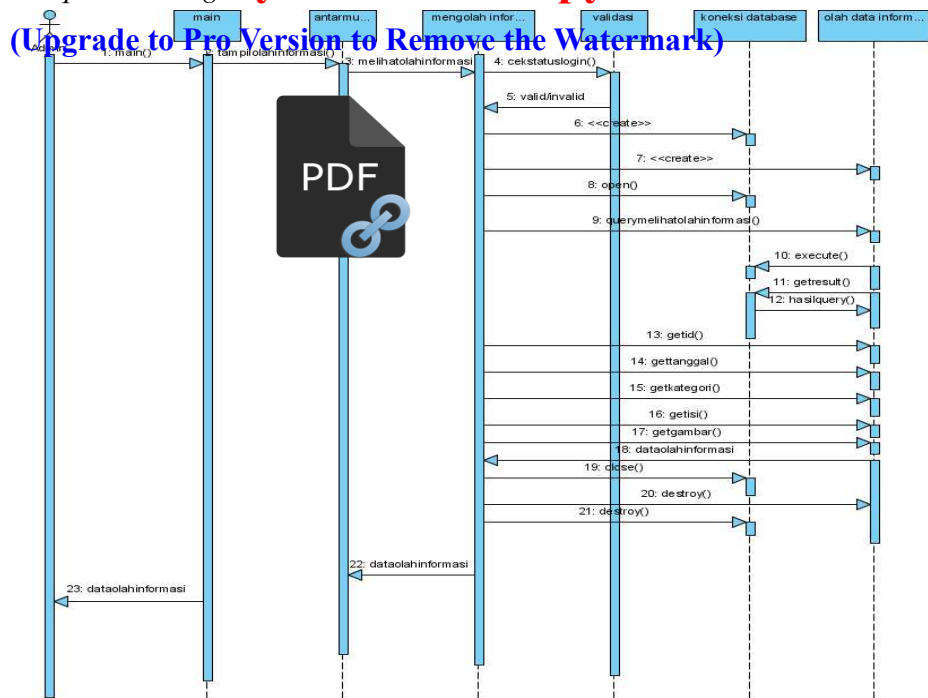 main
antarmu...
mengolah infor...
validasi
koneksi database
olah data inform...
(Upgrade to Pro Version to Remove the Watermark)
Admin
1: main()
2: tampilolahinformasi()
3: melihatolahinformasi
4: cekstatuslogin()
5: valid/invalid
6: <<create>>
7: <<create>>
8: open()
9: querymelihatolahinformasi()
PDF
10: execute()
11: getresult()
12: hasilquery()
13: getid()
14: gettanggal()
15: getkategori()
16: getisi()
17: getgambar()
18: dataolahinformasi
19: close()
20: destroy()
21: destroy()
22: dataolahinformasi
23: dataolahinformasi